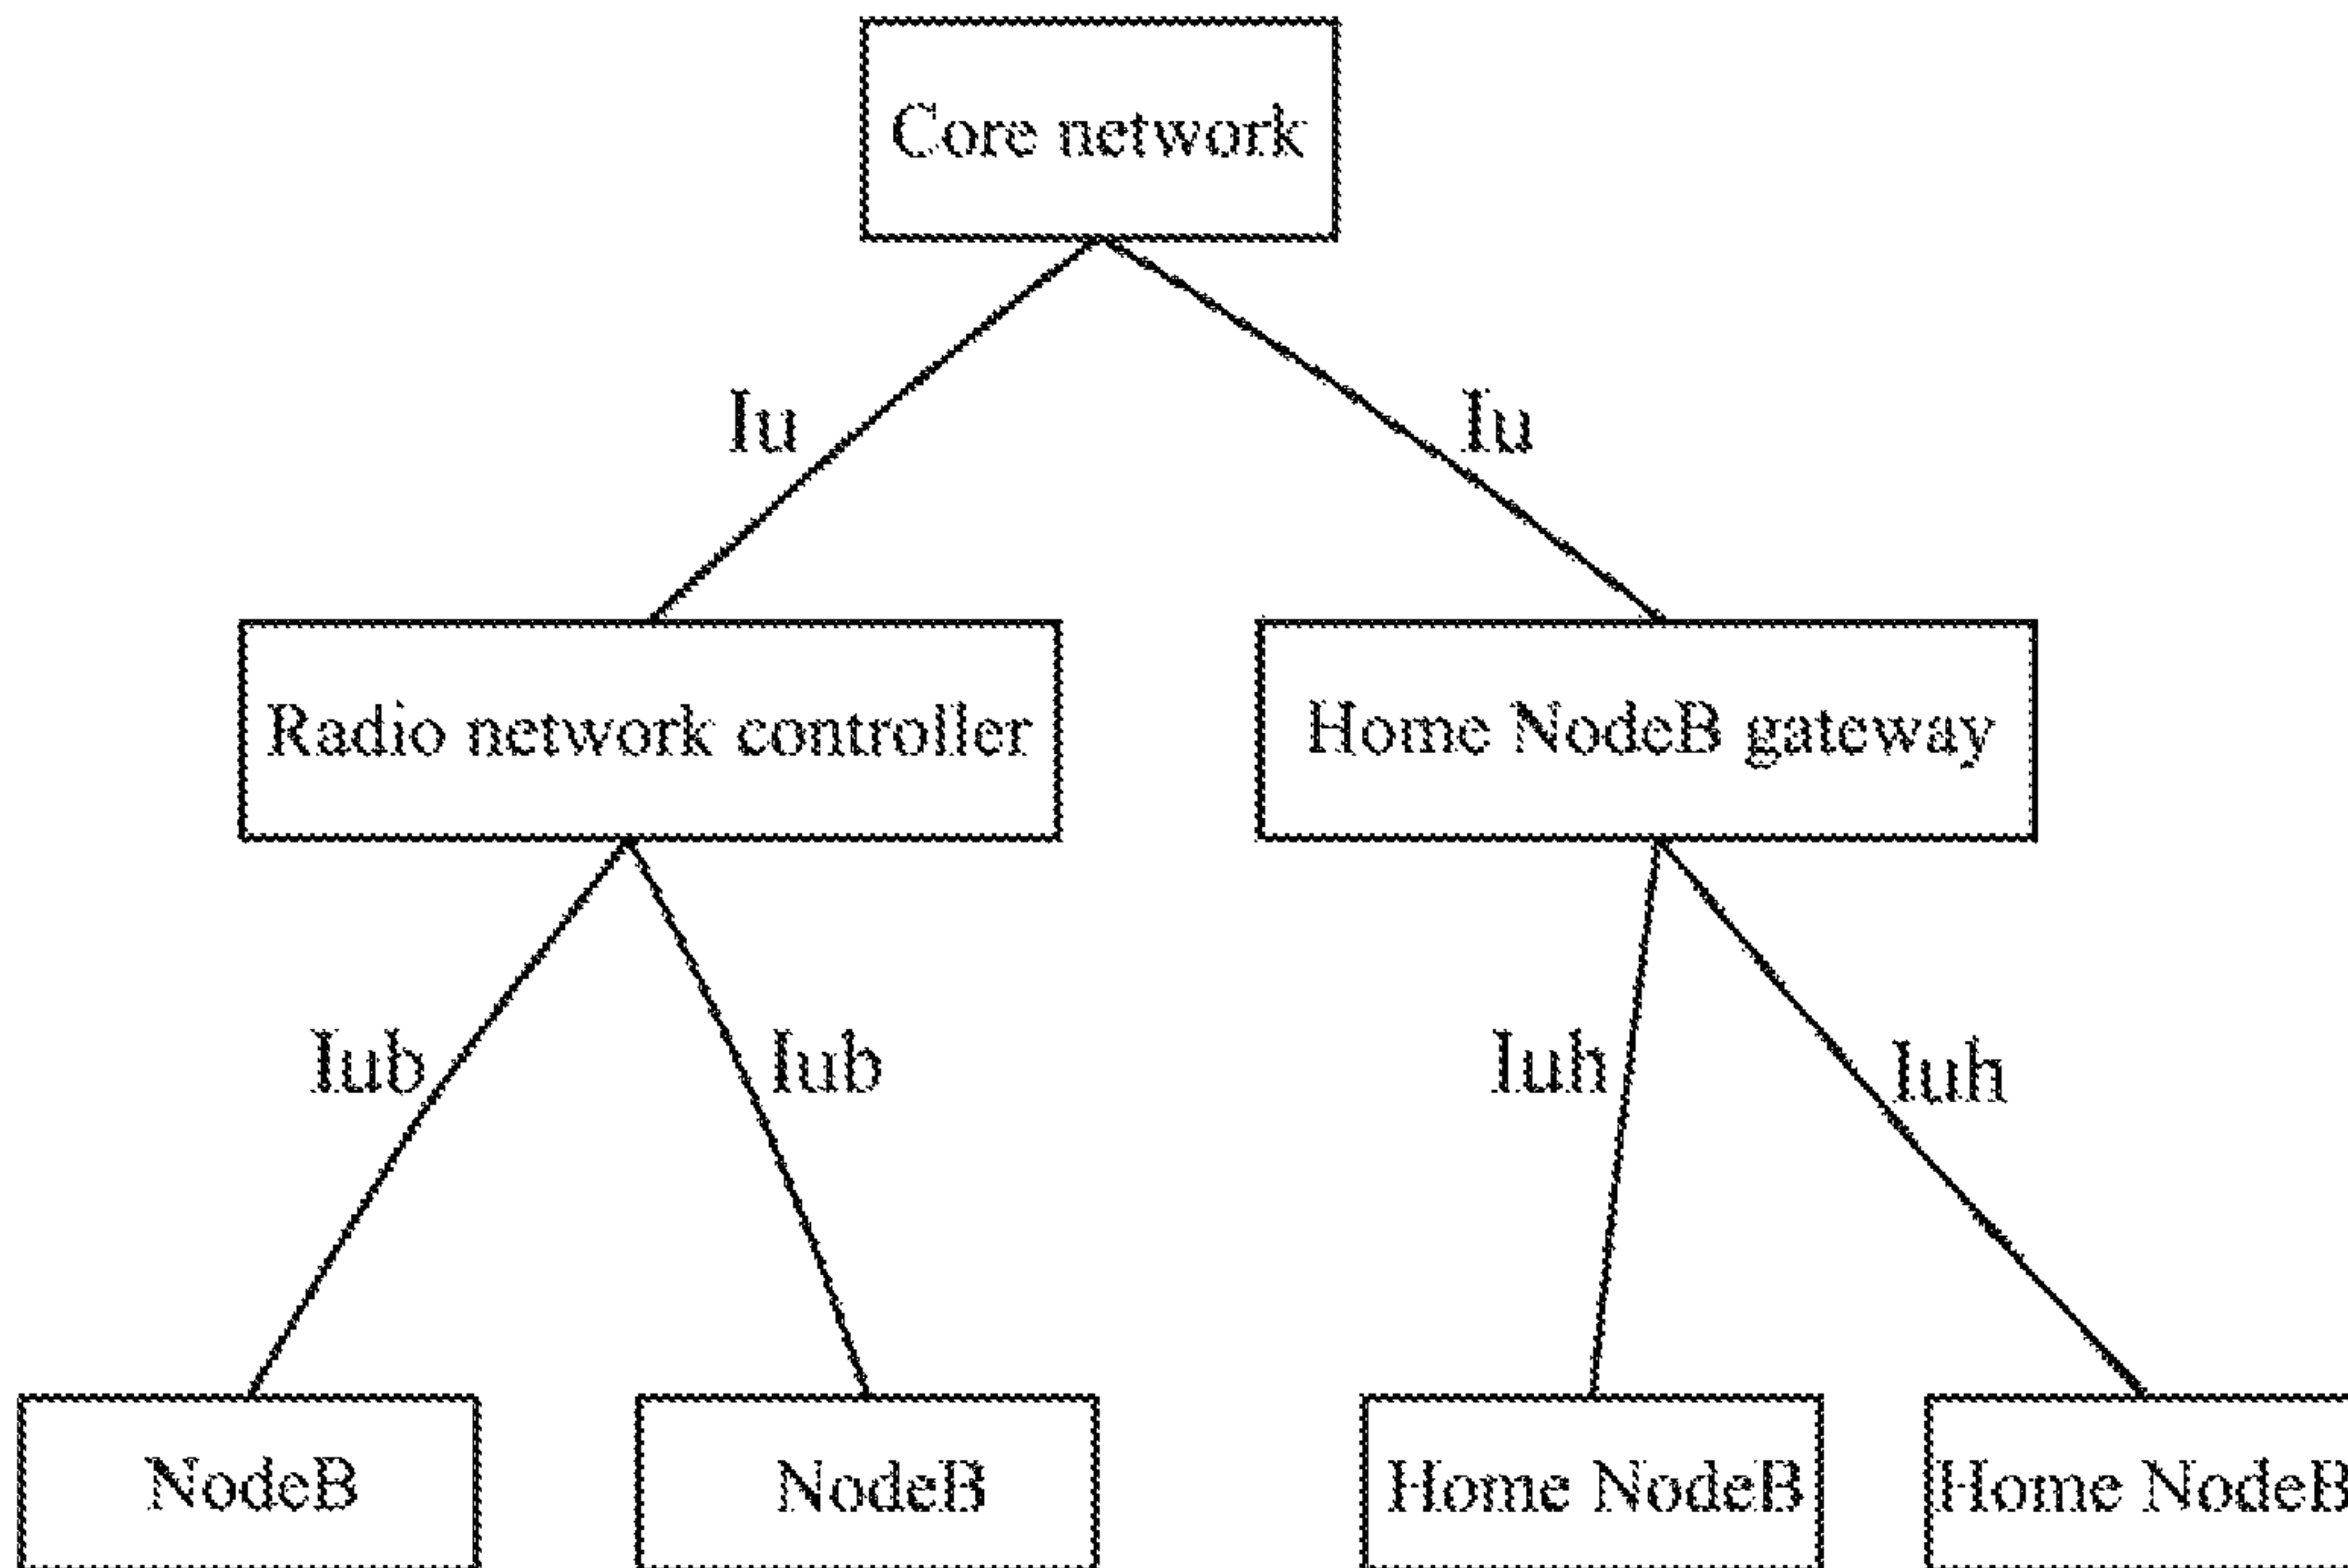 Core network
Iu
Iu
Radio network controller
Home NodeB gateway
Iub
Iub
Iuh
Iuh
NodeB
NodeB
Home NodeB
Home NodeB